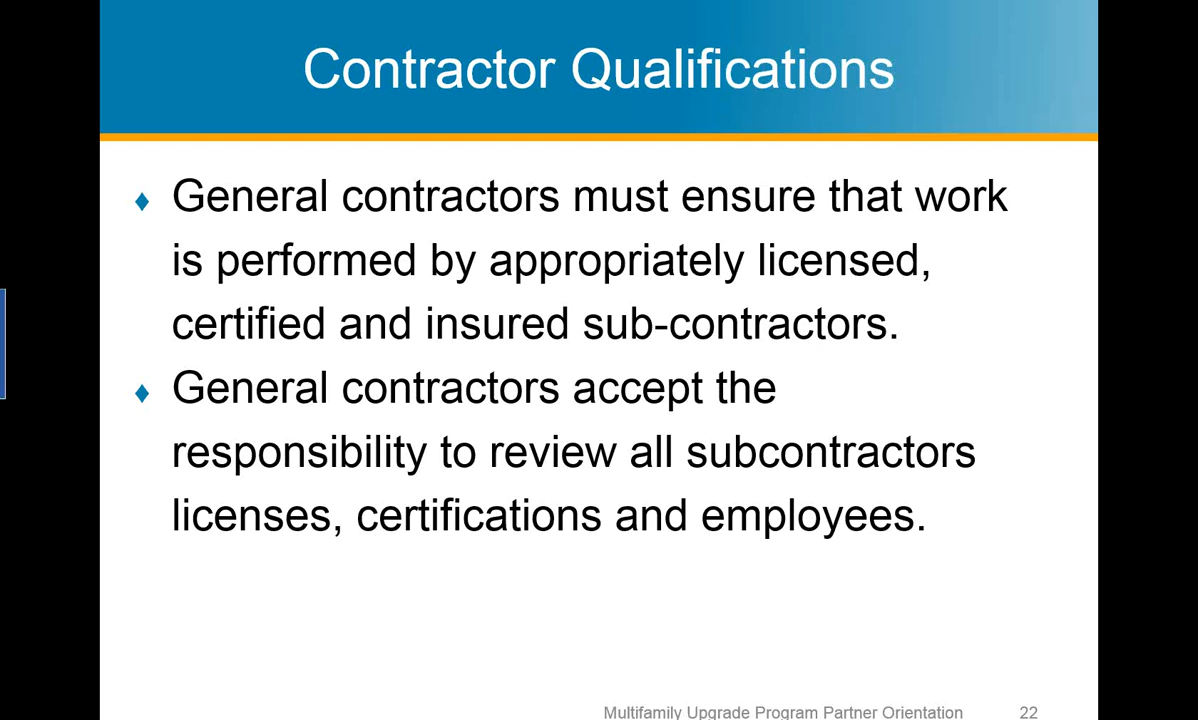 Contractor Qualifications
♦ General contractors must ensure that work
is performed by appropriately licensed,
certified and insured sub-contractors.
♦ General contractors accept the
responsibility to review all subcontractors
licenses, certifications and employees.
Multifamily Upgrade Program Partner Orientation 22